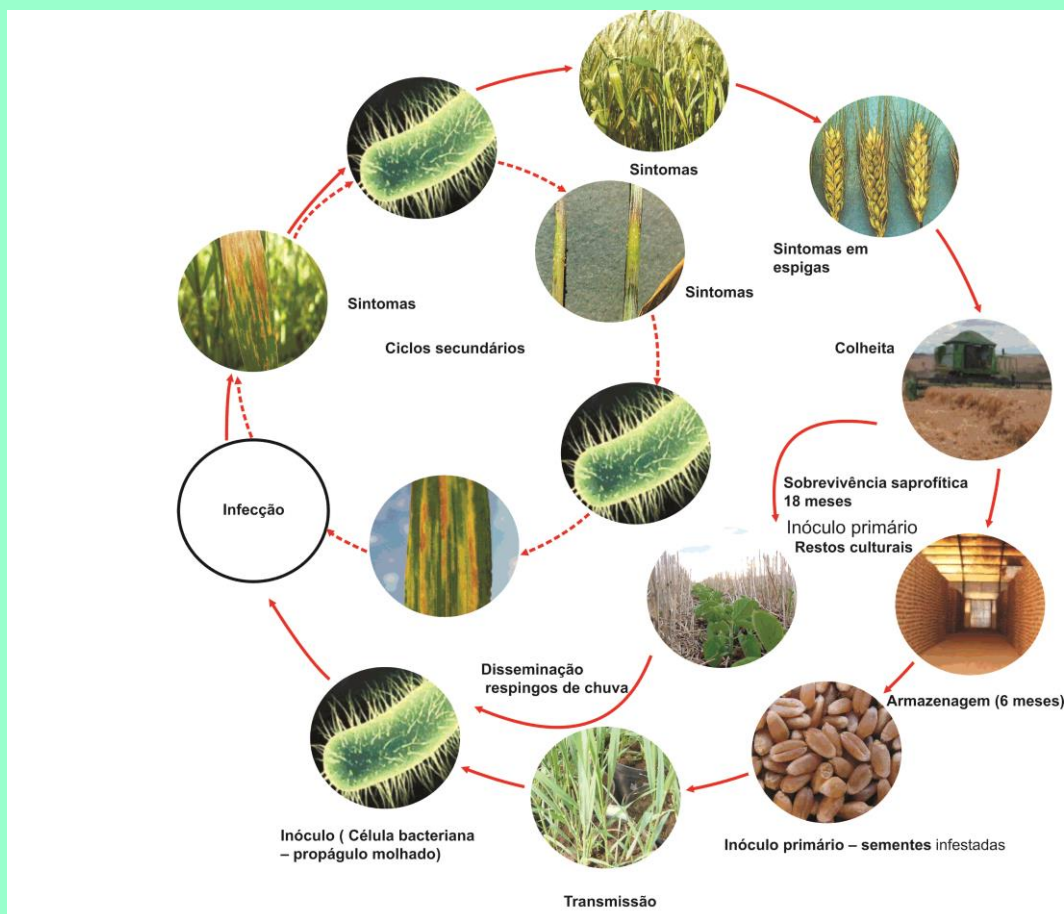 Sintomas
Sintomas em
espigas
Sintomas
Sintomas
Ciclos secundários
Colheita
Sobrevivência saprofítica
18 meses
Inóculo primário
Restos culturais
Infecção
Disseminação
respingos de chuva
Armazenagem (6 meses)
Inóculo primário – sementes infestadas
Inóculo ( Célula bacteriana
– propágulo molhado)
Transmissão